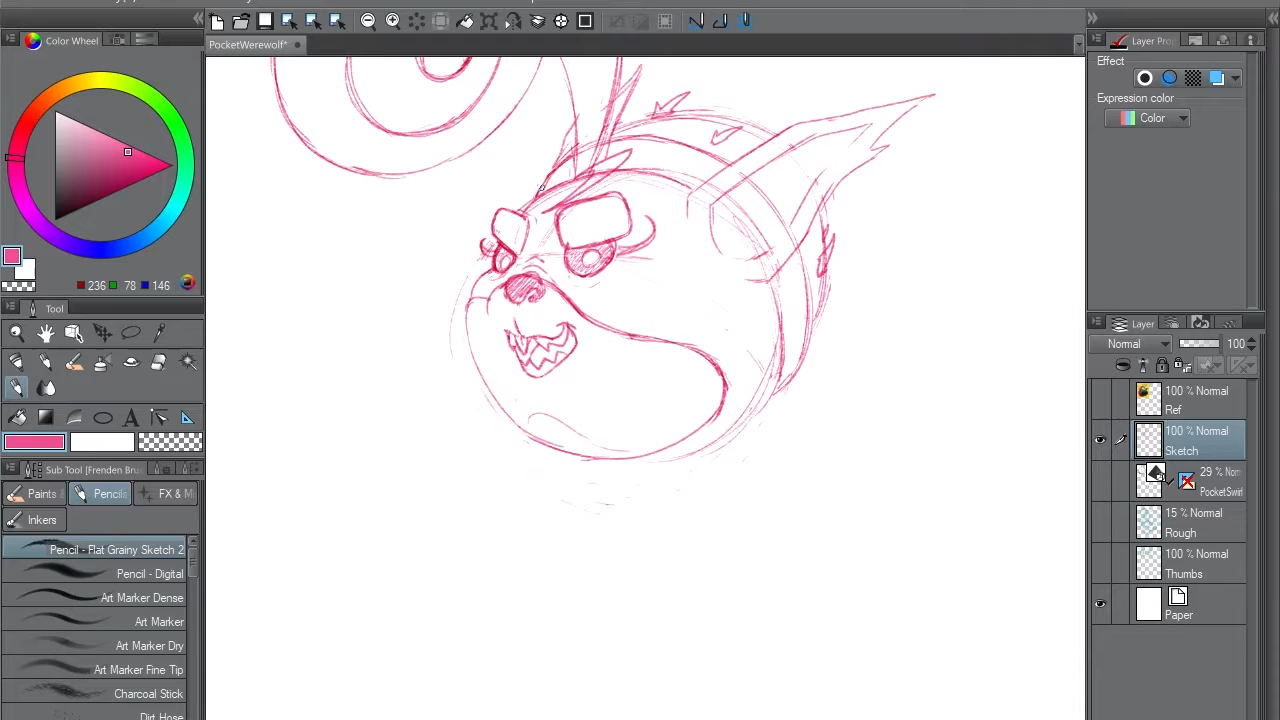 PocketWerewolf*
Color Wheel
Layer Prop
Effect
Expression color
Color
236
78
146
Tool
Layer
Normal
100
100 % Normal
Ref
100 % Normal
Sketch
29 % Norm
PocketSwirl
15 % Normal
Rough
100 % Normal
Thumbs
Paper
Sub Tool [Frenden Brus
Paints &
Pencils
FX & M
Inkers
Pencil - Flat Grainy Sketch 2
Pencil - Digital
Art Marker Dense
Art Marker
Art Marker Dry
Art Marker Fine Tip
Charcoal Stick
Dirt Hose